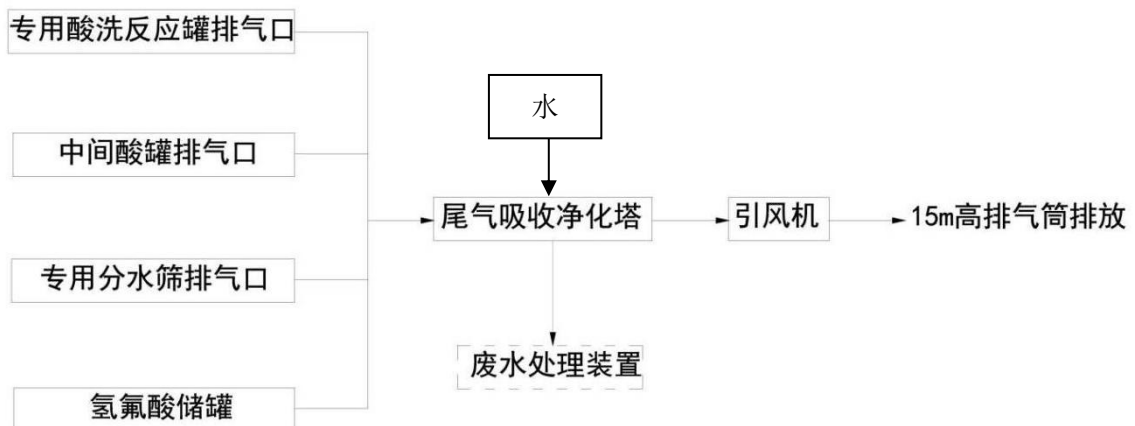 专用酸洗反应罐排气口
水
中间酸罐排气口
尾气吸收净化塔
引风机
15m高排气筒排放
专用分水筛排气口
废水处理装置
氢氟酸储罐